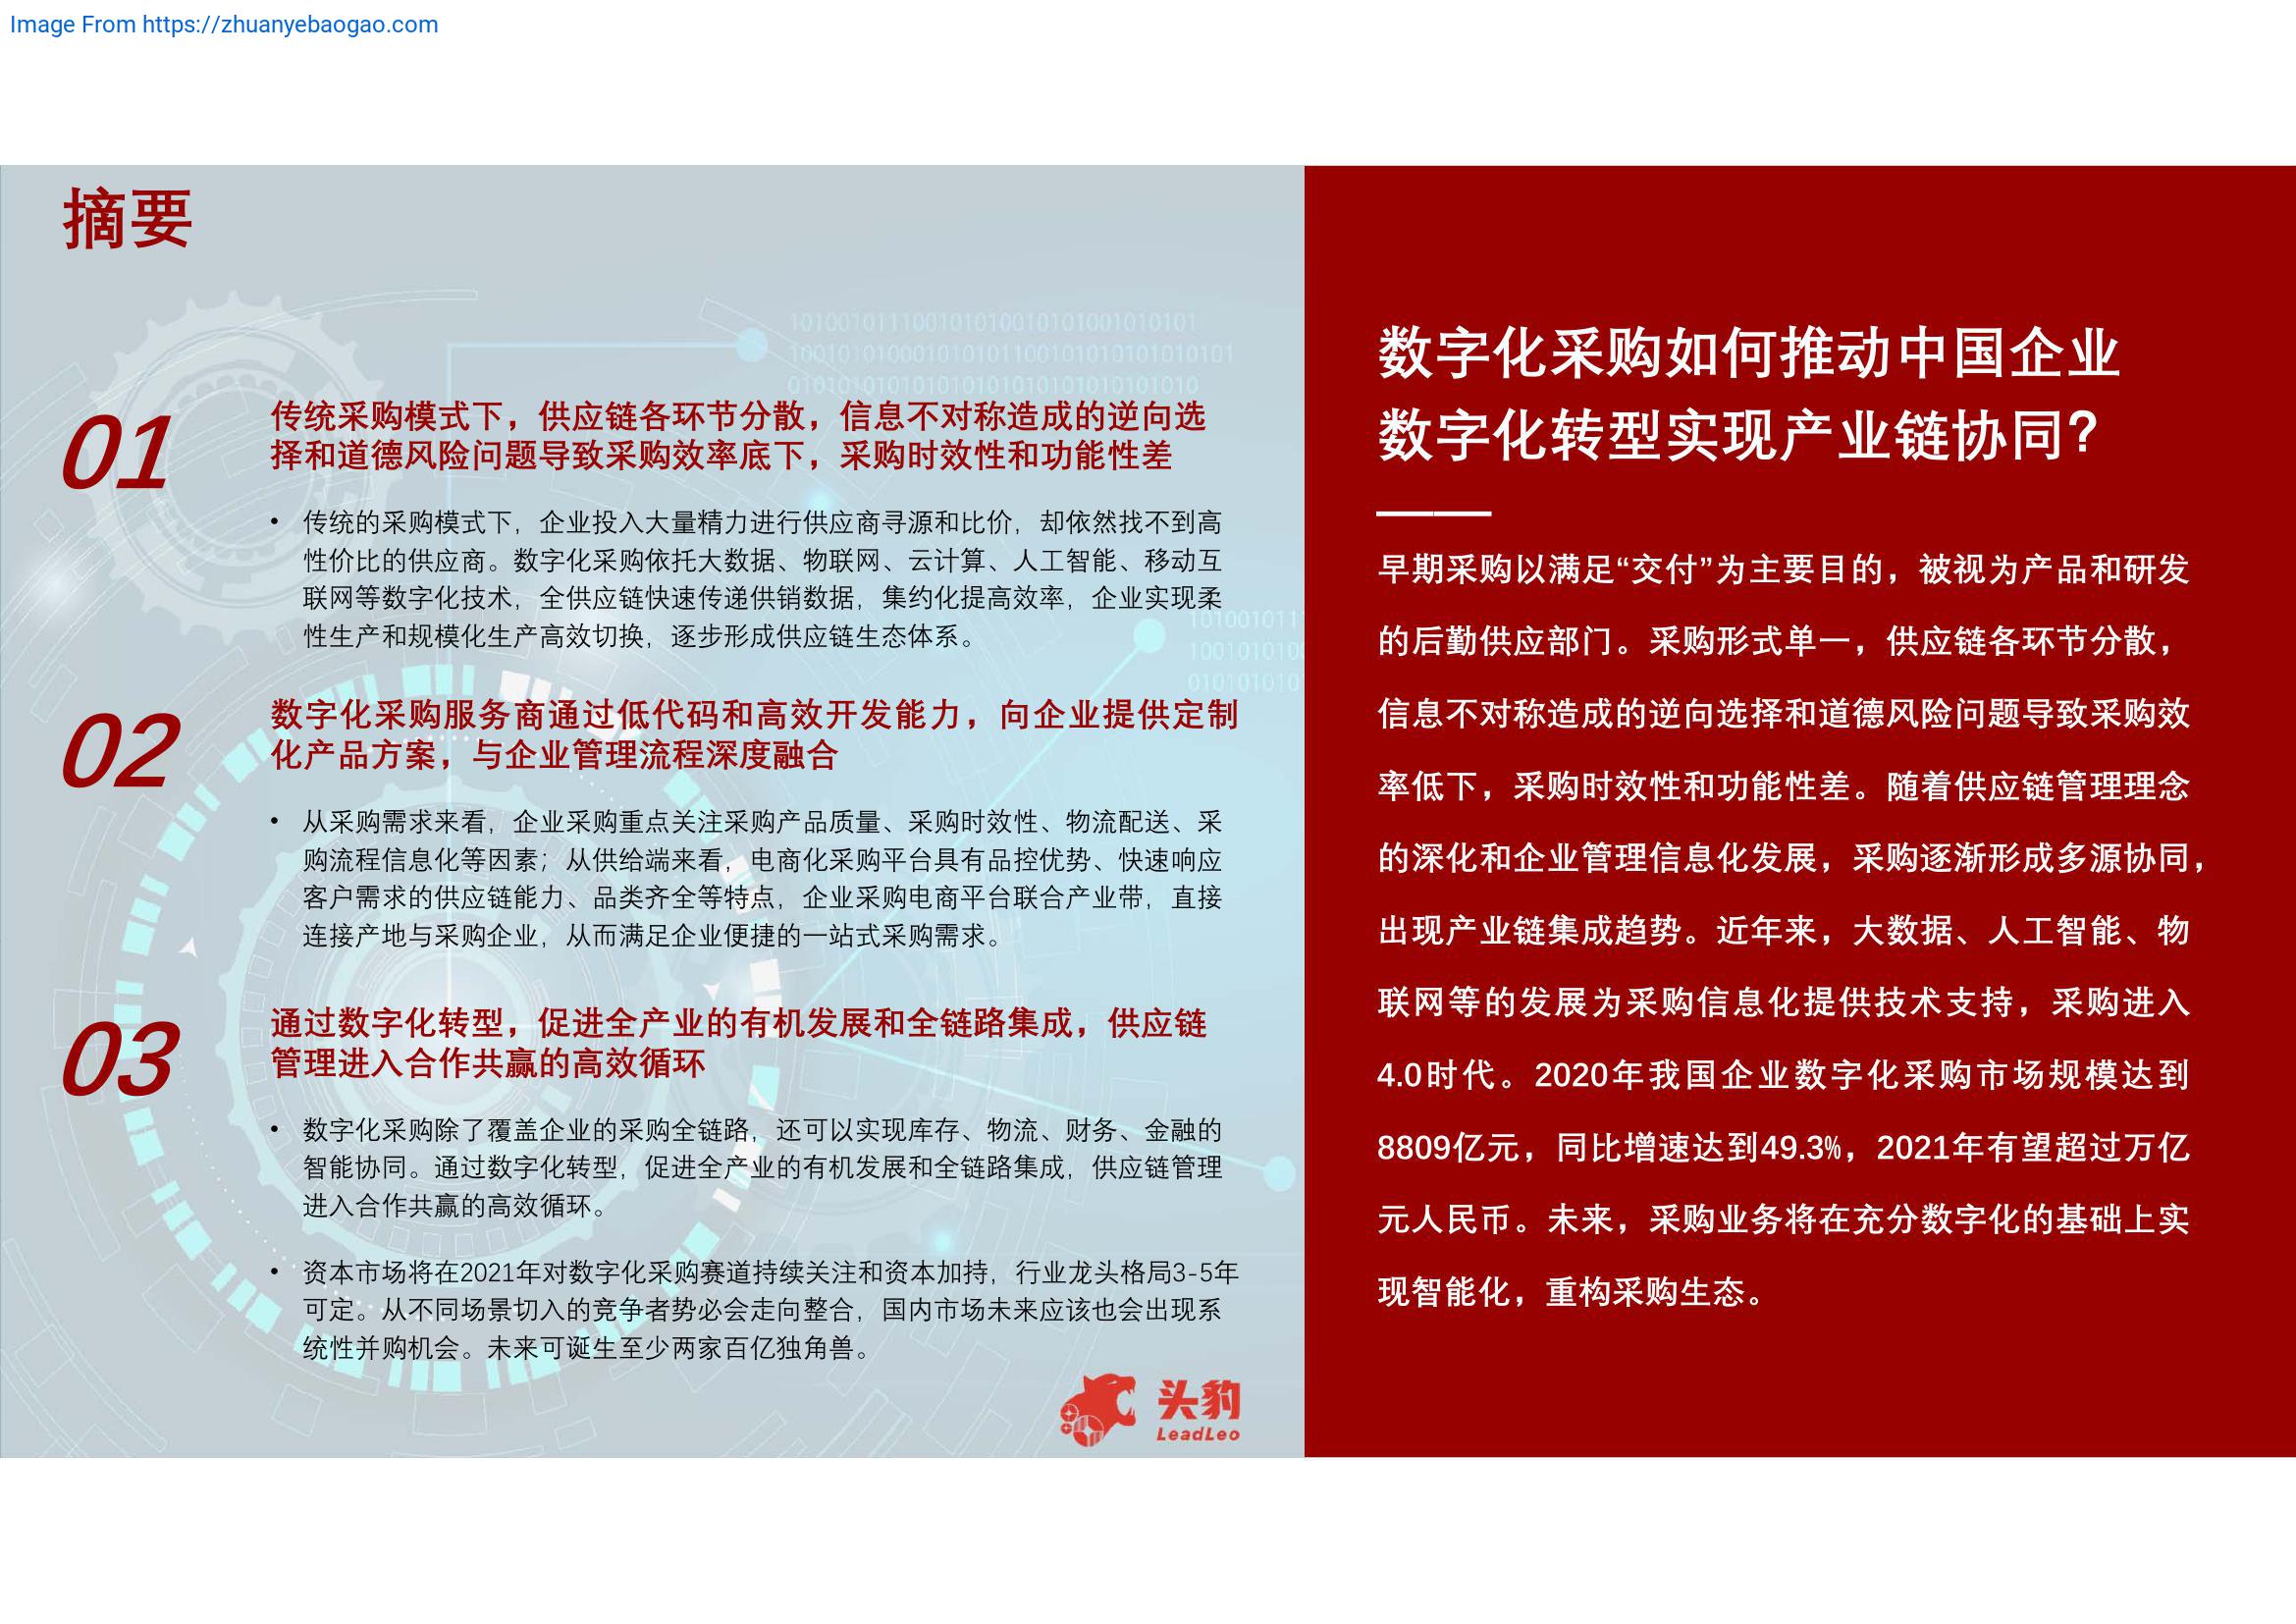 Image From https://zhuanyebaogao.com
摘要
101001011100101010010101001010101
100101010001010101100101010101010101
010101010101010101010101010101010
01
传统采购模式下，供应链各环节分散，信息不对称造成的逆向选
择和道德风险问题导致采购效率底下，采购时效性和功能性差
• 传统的采购模式下，企业投入大量精力进行供应商寻源和比价，却依然找不到高
性价比的供应商。数字化采购依托大数据、物联网、云计算、人工智能、移动互
联网等数字化技术，全供应链快速传递供销数据，集约化提高效率，企业实现柔
性生产和规模化生产高效切换，逐步形成供应链生态体系。
101001011
100101010
010101010
02
数字化采购服务商通过低代码和高效开发能力，向企业提供定制
化产品方案，与企业管理流程深度融合
• 从采购需求来看，企业采购重点关注采购产品质量、采购时效性、物流配送、采
购流程信息化等因素；从供给端来看，电商化采购平台具有品控优势、快速响应
客户需求的供应链能力、品类齐全等特点，企业采购电商平台联合产业带，直接
连接产地与采购企业，从而满足企业便捷的一站式采购需求。
03
通过数字化转型，促进全产业的有机发展和全链路集成，供应链
管理进入合作共赢的高效循环
• 数字化采购除了覆盖企业的采购全链路，还可以实现库存、物流、财务、金融的
智能协同。通过数字化转型，促进全产业的有机发展和全链路集成，供应链管理
进入合作共赢的高效循环。
• 资本市场将在2021年对数字化采购赛道持续关注和资本加持，行业龙头格局3-5年
可定。从不同场景切入的竞争者势必会走向整合，国内市场未来应该也会出现系
统性并购机会。未来可诞生至少两家百亿独角兽。
头豹
LeadLeo
数字化采购如何推动中国企业
数字化转型实现产业链协同？
早期采购以满足“交付”为主要目的，被视为产品和研发
的后勤供应部门。采购形式单一，供应链各环节分散，
信息不对称造成的逆向选择和道德风险问题导致采购效
率低下，采购时效性和功能性差。随着供应链管理理念
的深化和企业管理信息化发展，采购逐渐形成多源协同，
出现产业链集成趋势。近年来，大数据、人工智能、物
联网等的发展为采购信息化提供技术支持，采购进入
4.0时代。2020年我国企业数字化采购市场规模达到
8809亿元，同比增速达到49.3%，2021年有望超过万亿
元人民币。未来，采购业务将在充分数字化的基础上实
现智能化，重构采购生态。